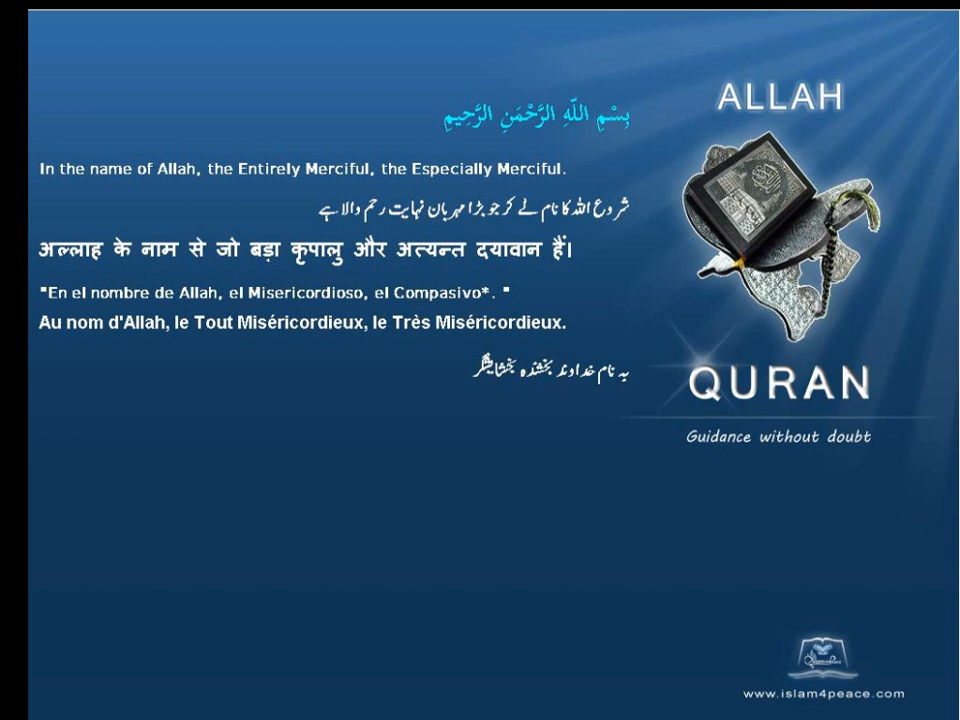 بِسْمِ اللّهِ الرَّحْمَنِ الرَّحِيمِ
In the name of Allah, the Entirely Merciful, the Especially Merciful.
شروع الله کا نام لے کر جو بڑا مہربان نہایت رحم والا ہے
अल्लाह के नाम से जो बड़ा कृपालु और अत्यन्त दयावान हैं।
"En el nombre de Allah, el Misericordioso, el Compasivo*. "
Au nom d'Allah, le Tout Miséricordieux, le Très Miséricordieux.
به نام خداوند بخشنده بخشایشگر
ALLAH
QURAN
Guidance without doubt
www.islam4peace.com